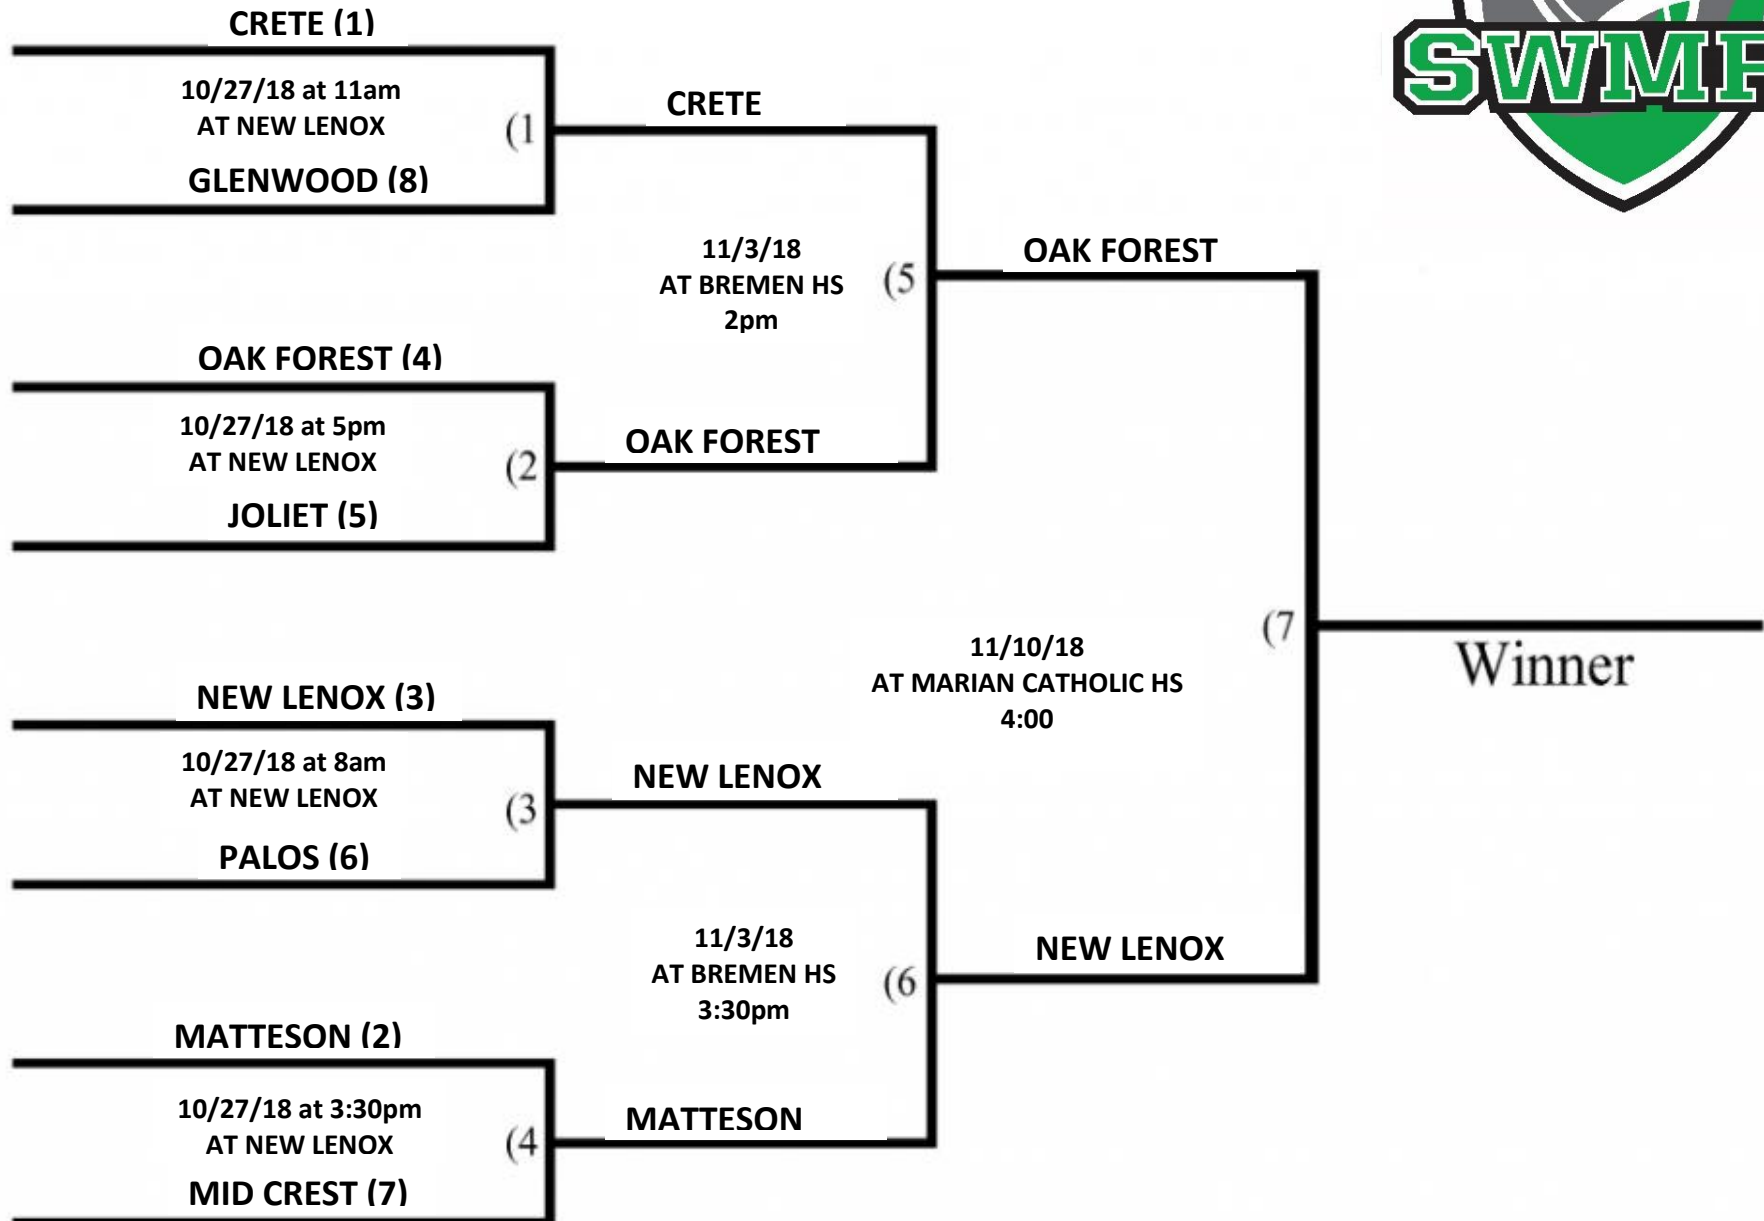 CRETE (1)
10/27/18 at 11am
AT NEW LENOX
(1
GLENWOOD (8)
CRETE
11/3/18
AT BREMEN HS
2pm
(5
OAK FOREST (4)
10/27/18 at 5pm
AT NEW LENOX
(2
JOLIET (5)
OAK FOREST
OAK FOREST
NEW LENOX (3)
10/27/18 at 8am
AT NEW LENOX
(3
PALOS (6)
NEW LENOX
11/3/18
AT BREMEN HS
3:30pm
(6
MATTESON (2)
10/27/18 at 3:30pm
AT NEW LENOX
(4
MID CREST (7)
MATTESON
NEW LENOX
11/10/18
AT MARIAN CATHOLIC HS
4:00
(7
Winner